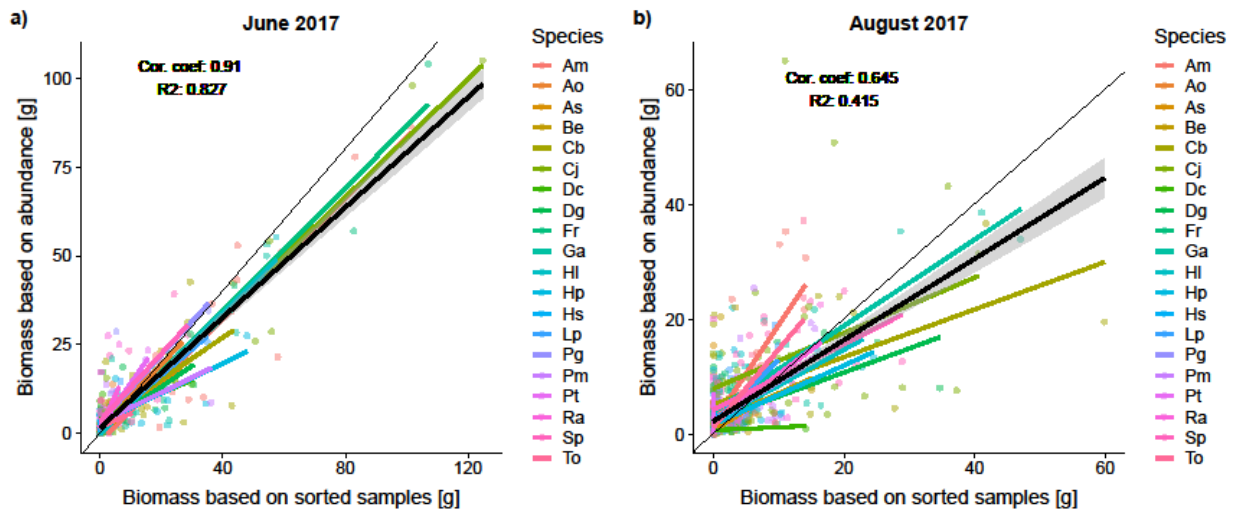 a)
June 2017
Cor. coef: 0.91
R2: 0.827
Biomass based on abundance [g]
100
75
50
25
0
0
40
80
120
Biomass based on sorted samples [g]
Species
Am
Ao
As
Be
Cb
Cj
Dc
Dg
Fr
Ga
Hl
Hp
Hs
Lp
Pg
Pm
Pt
Ra
Sp
To
b)
August 2017
Cor. coef: 0.645
R2: 0.415
Biomass based on abundance [g]
60
40
20
0
0
20
40
60
Biomass based on sorted samples [g]
Species
Am
Ao
As
Be
Cb
Cj
Dc
Dg
Fr
Ga
Hl
Hp
Hs
Lp
Pg
Pm
Pt
Ra
Sp
To